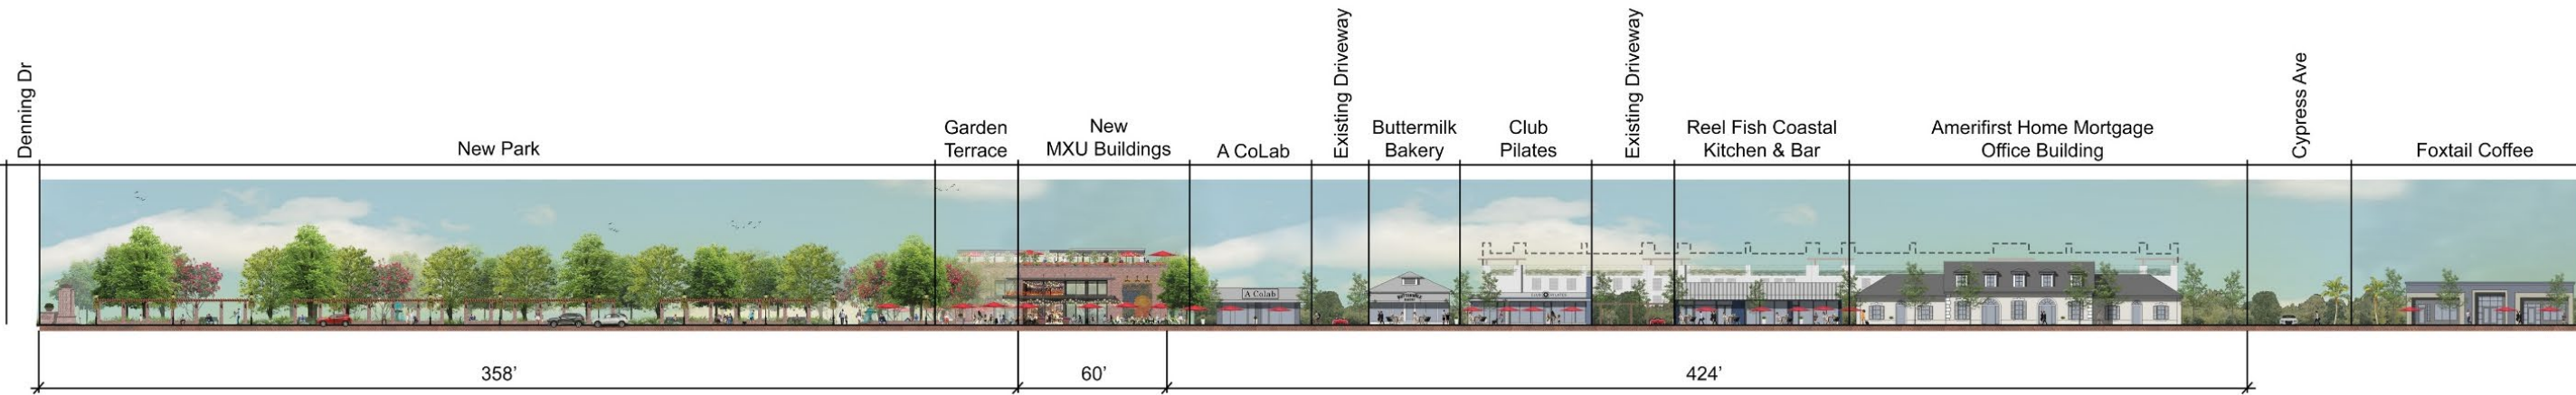 Denning Dr
New Park
Garden
Terrace
New
MXU Buildings
A CoLab
Existing Driveway
Buttermilk
Bakery
Club
Pilates
Existing Driveway
Reel Fish Coastal
Kitchen & Bar
Amerifirst Home Mortgage
Office Building
Cypress Ave
Foxtail Coffee
A Colab
358’
60’
424’